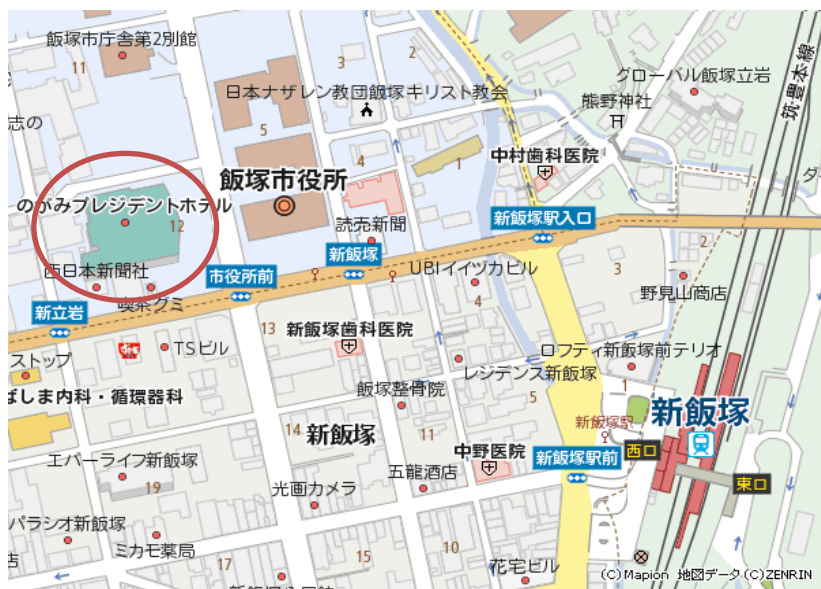 飯塚市庁舎第2別館
11
3
2
筑豊本線
グローバル飯塚立岩
日本ナザレン教団飯塚キリスト教会
熊野神社
志の
5
4
1
中村歯科医院
飯塚市役所
のがみプレジデントホテル
12
読売新聞
新飯塚駅入口
新飯塚
西日本新聞社
市役所前
UBIイイヅカビル
3
野見山商店
喫茶グミ
新立岩
4
13
新飯塚歯科医院
TSビル
ストップ
ロフティ新飯塚前テリオ
レジデンス新飯塚
ばしま内科・循環器科
飯塚整骨院
5
1
新飯塚
新飯塚駅
14
新飯塚
11
西口
中野医院
新飯塚駅前
エバーライフ新飯塚
五龍酒店
東口
19
光画カメラ
パラシオ新飯塚
ミカモ薬局
店
17
15
10
花宅ビル
(C)Mapion 地図データ(C)ZENRIN